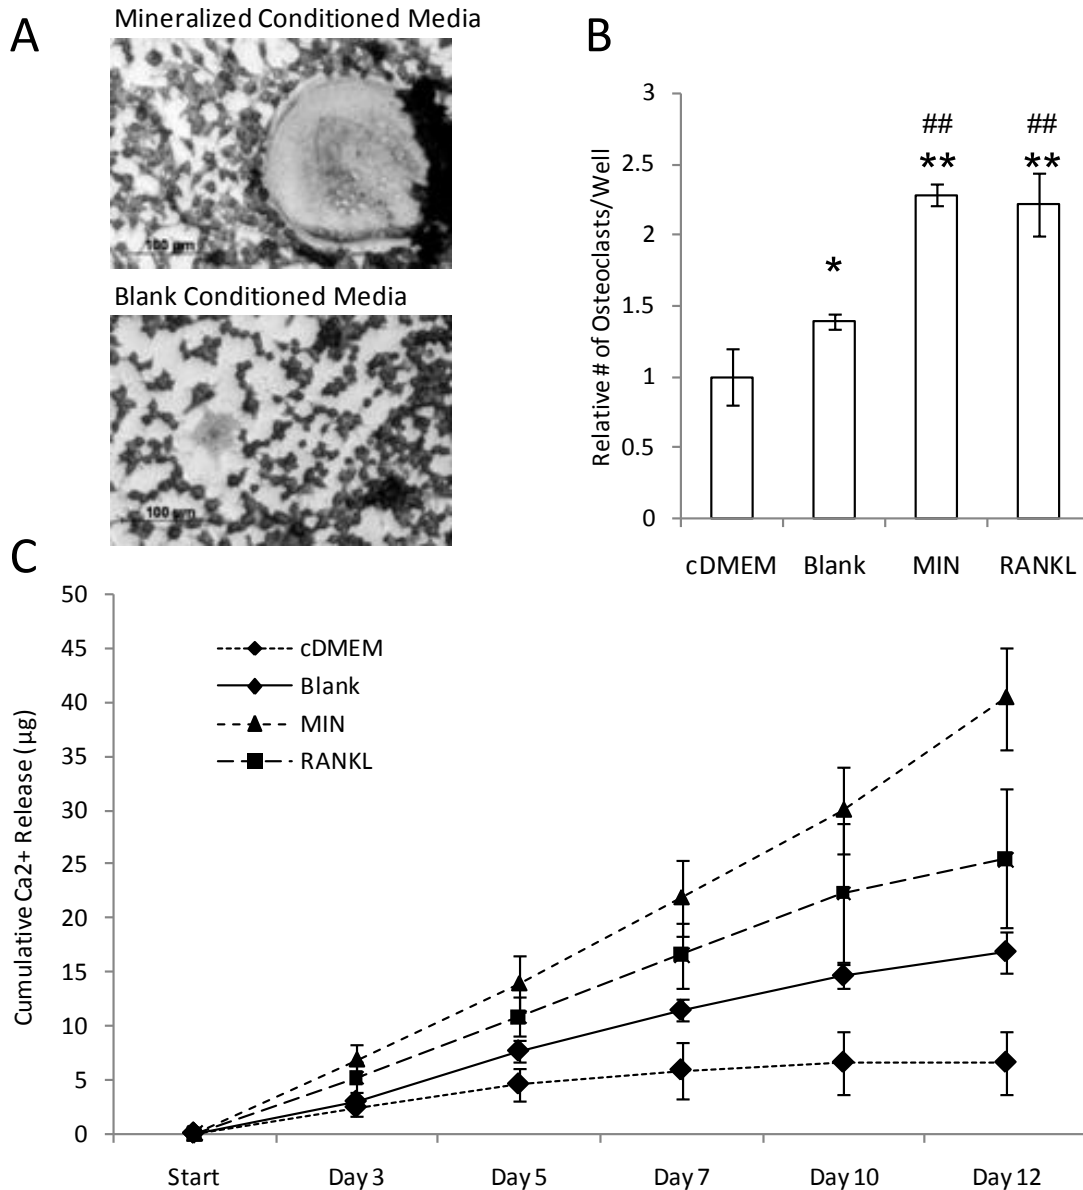 A
Mineralized Conditioned Media
100 µm
Blank Conditioned Media
100 µm
B
Relative # of Osteoclasts/Well
3
2.5
2
1.5
1
0.5
0
*
##
**
##
**
cDMEM Blank MIN RANKL
C
Cumulative Ca2+ Release (µg)
50
45
40
35
30
25
20
15
10
5
0
cDMEM
Blank
MIN
RANKL
Start Day 3 Day 5 Day 7 Day 10 Day 12